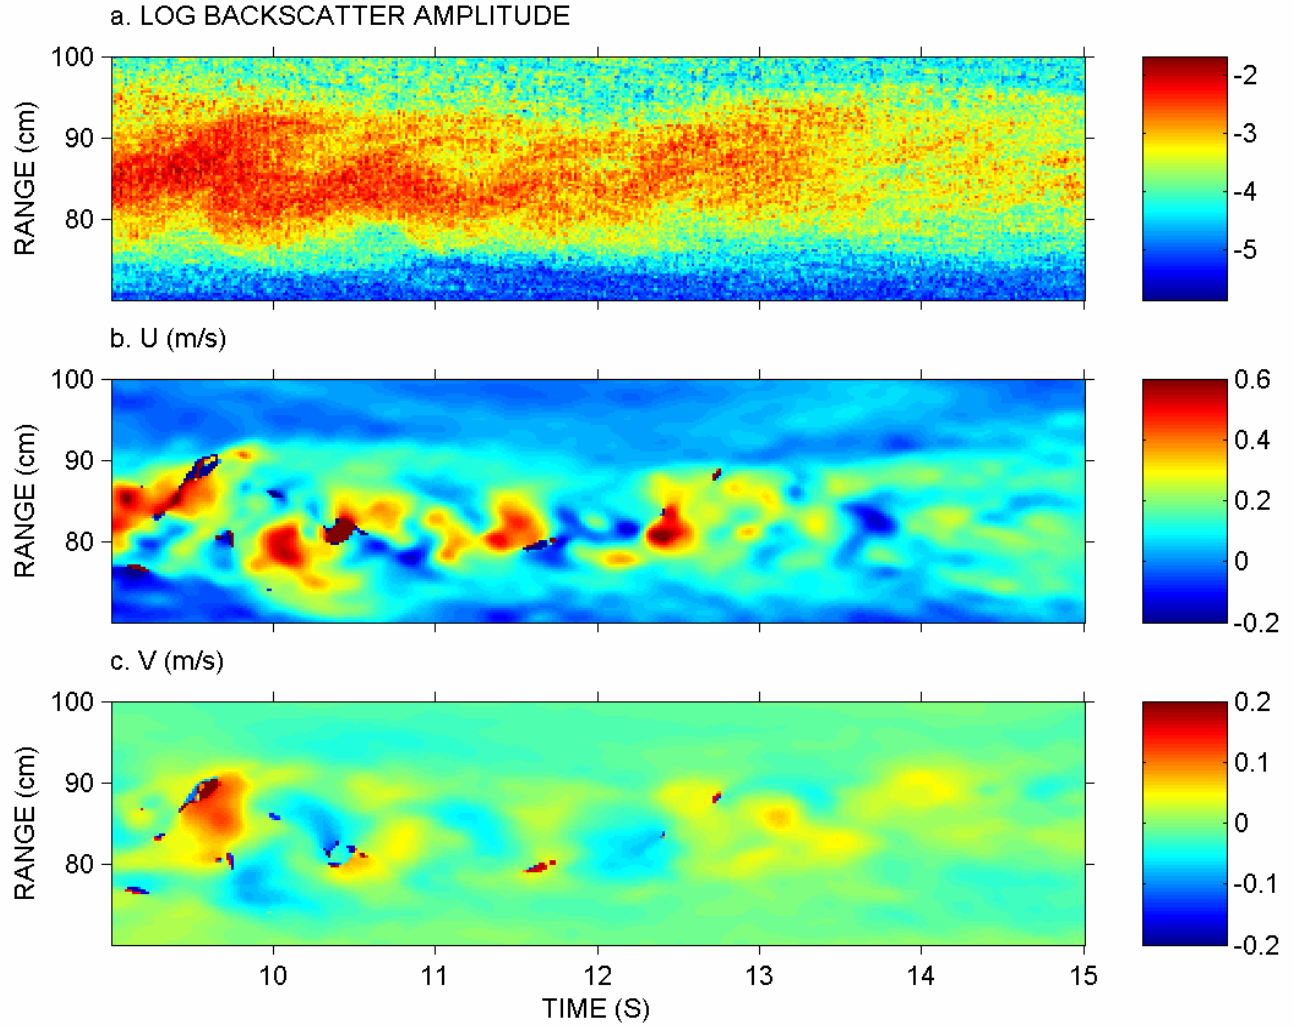 a. LOG BACKSCATTER AMPLITUDE
RANGE (cm)
100
90
80
-2
-3
-4
-5
b. U (m/s)
RANGE (cm)
100
90
80
0.6
0.4
0.2
0
-0.2
c. V (m/s)
RANGE (cm)
100
90
80
0.2
0.1
0
-0.1
-0.2
10 11 12 13 14 15
TIME (S)